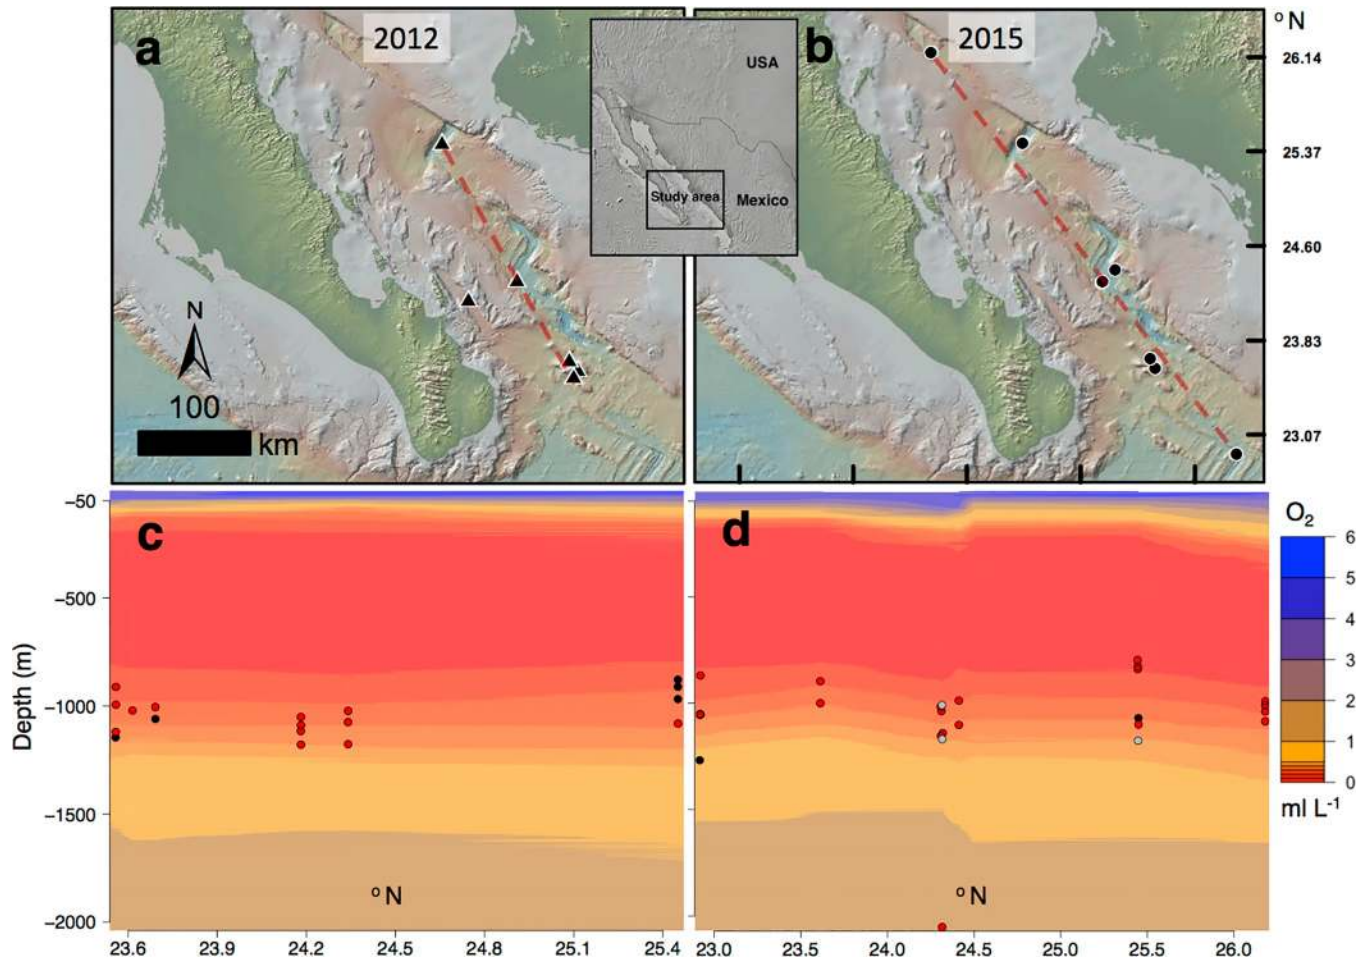 a
2012
USA
Study area
Mexico
N
100
km
b
2015
o N
26.14
25.37
24.60
23.83
23.07
c
d
Depth (m)
−50
−500
−1000
−1500
−2000
o N
23.6 23.9 24.2 24.5 24.8 25.1 25.4
o N
23.0 23.5 24.0 24.5 25.0 25.5 26.0
O2
6
5
4
3
2
1
0
ml L-1